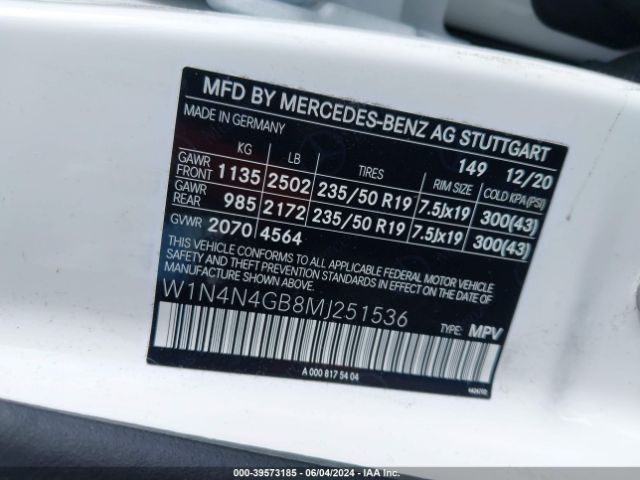 MFD BY MERCEDES-BENZ AG STUTTGART
MADE IN GERMANY 149 12/20
KG LB TIRES RIM SIZE COLD KPA(PSI)
GAWR FRONT 1135 2502 235/50 R19 7.5Jx19 300(43)
GAWR REAR 985 2172 235/50 R19 7.5Jx19 300(43)
GVWR 2070 4564
THIS VEHICLE CONFORMS TO ALL APPLICABLE FEDERAL MOTOR VEHICLE
SAFETY AND THEFT PREVENTION STANDARDS IN EFFECT ON THE DATE OF
MANUFACTURE SHOWN ABOVE.
W1N4N4GB8MJ251536 TYPE: MPV
A 000 817 54 04
000-39573185 - 06/04/2024 - IAA Inc.